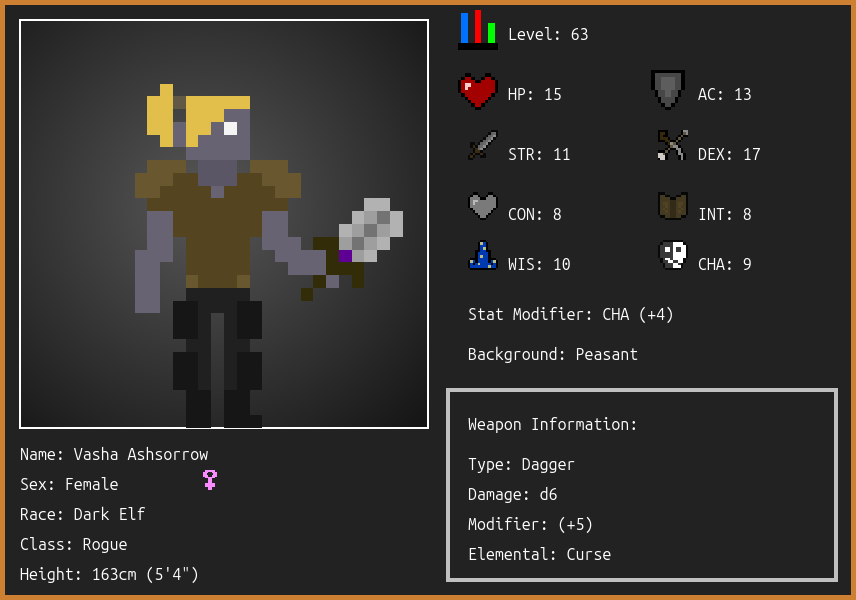 Level: 63
HP: 15
AC: 13
STR: 11
DEX: 17
CON: 8
INT: 8
WIS: 10
CHA: 9
Stat Modifier: CHA (+4)
Background: Peasant
Weapon Information:
Type: Dagger
Damage: d6
Modifier: (+5)
Elemental: Curse
Name: Vasha Ashsorrow
Sex: Female
Race: Dark Elf
Class: Rogue
Height: 163cm (5'4")